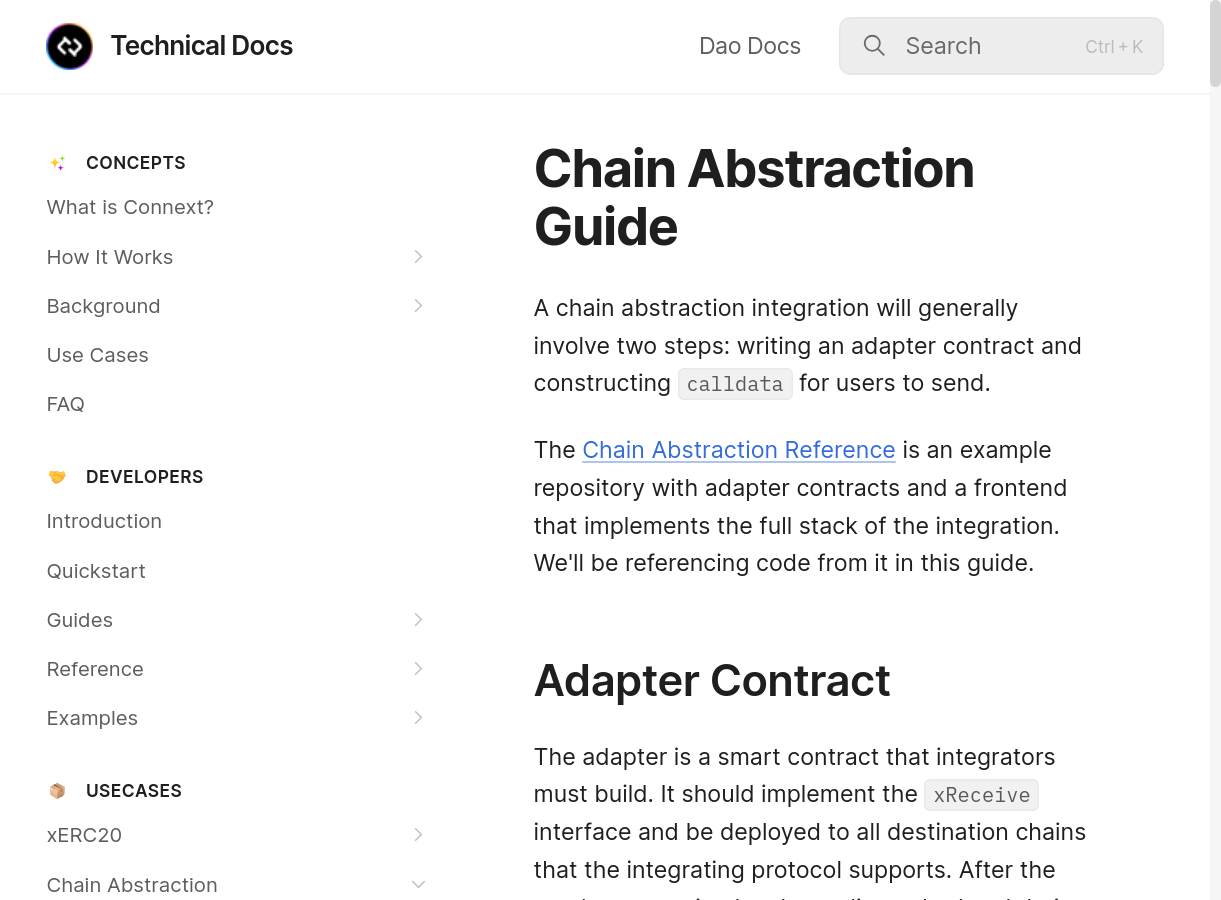 Technical Docs
Dao Docs
Search
Ctrl + K
CONCEPTS
What is Connext?
How It Works
Background
Use Cases
FAQ
DEVELOPERS
Introduction
Quickstart
Guides
Reference
Examples
USECASES
xERC20
Chain Abstraction
Chain Abstraction
Guide
A chain abstraction integration will generally
involve two steps: writing an adapter contract and
constructing calldata for users to send.
The Chain Abstraction Reference is an example
repository with adapter contracts and a frontend
that implements the full stack of the integration.
We'll be referencing code from it in this guide.
Adapter Contract
The adapter is a smart contract that integrators
must build. It should implement the xReceive
interface and be deployed to all destination chains
that the integrating protocol supports. After the